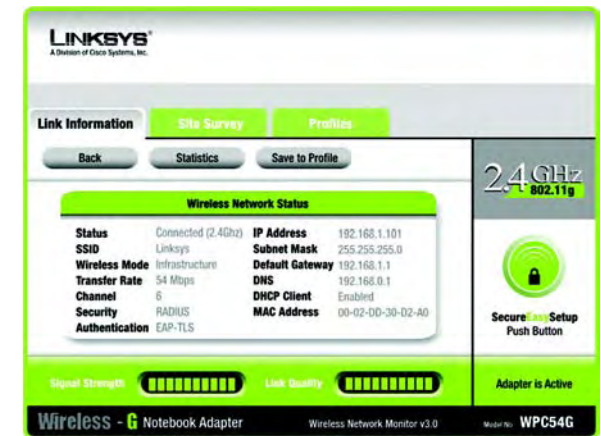 LINKSYS®
A Division of Cisco Systems, Inc.
Link Information
Site Survey
Profiles
Back
Statistics
Save to Profile
2.4 GHz
802.11g
Wireless Network Status
Status Connected (2.4Ghz)
SSID Linksys
Wireless Mode Infrastructure
Transfer Rate 54 Mbps
Channel 6
Security RADIUS
Authentication EAP-TLS
IP Address 192.168.1.101
Subnet Mask 255.255.255.0
Default Gateway 192.168.1.1
DNS 192.168.0.1
DHCP Client Enabled
MAC Address 00-02-DD-30-D2-A0
SecureEasySetup
Push Button
Signal Strength
Link Quality
Adapter is Active
Wireless - G Notebook Adapter
Wireless Network Monitor v3.0
Model No. WPC54G